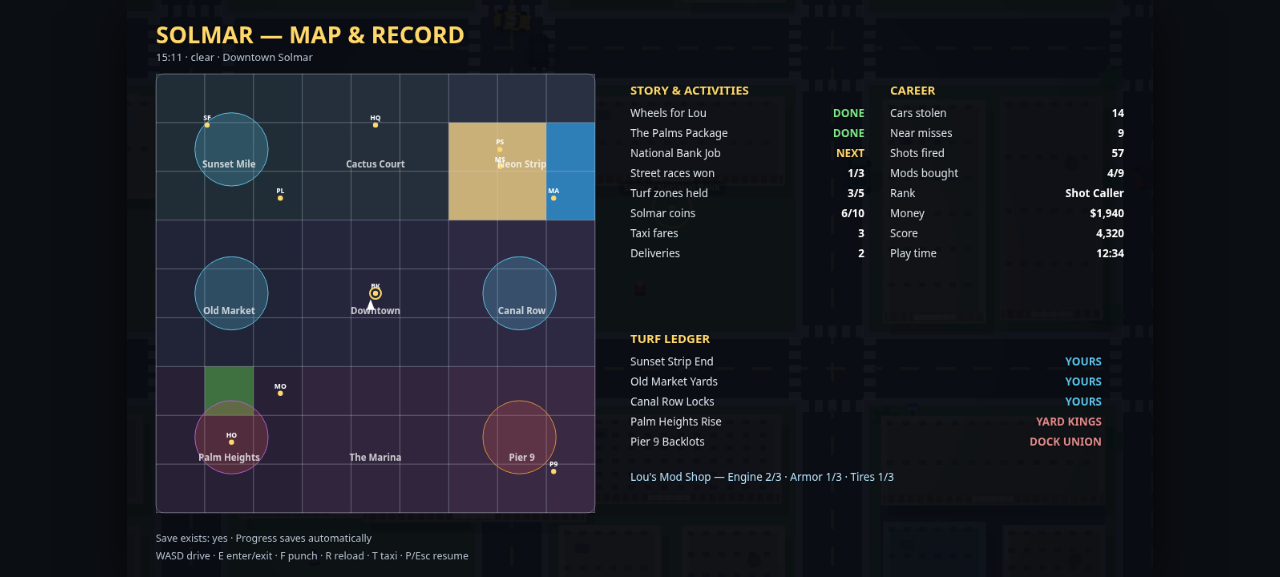 SOLMAR — MAP & RECORD
15:11 · clear · Downtown Solmar
SF
HQ
PS
Sunset Mile
Cactus Court
Neon Strip
PL
MA
BK
Old Market
Downtown
Canal Row
MO
HO
Palm Heights
The Marina
Pier 9
P9
STORY & ACTIVITIES
Wheels for Lou DONE
The Palms Package DONE
National Bank Job NEXT
Street races won 1/3
Turf zones held 3/5
Solmar coins 6/10
Taxi fares 3
Deliveries 2
CAREER
Cars stolen 14
Near misses 9
Shots fired 57
Mods bought 4/9
Rank Shot Caller
Money $1,940
Score 4,320
Play time 12:34
TURF LEDGER
Sunset Strip End YOURS
Old Market Yards YOURS
Canal Row Locks YOURS
Palm Heights Rise YARD KINGS
Pier 9 Backlots DOCK UNION
Lou's Mod Shop — Engine 2/3 · Armor 1/3 · Tires 1/3
Save exists: yes · Progress saves automatically
WASD drive · E enter/exit · F punch · R reload · T taxi · P/Esc resume